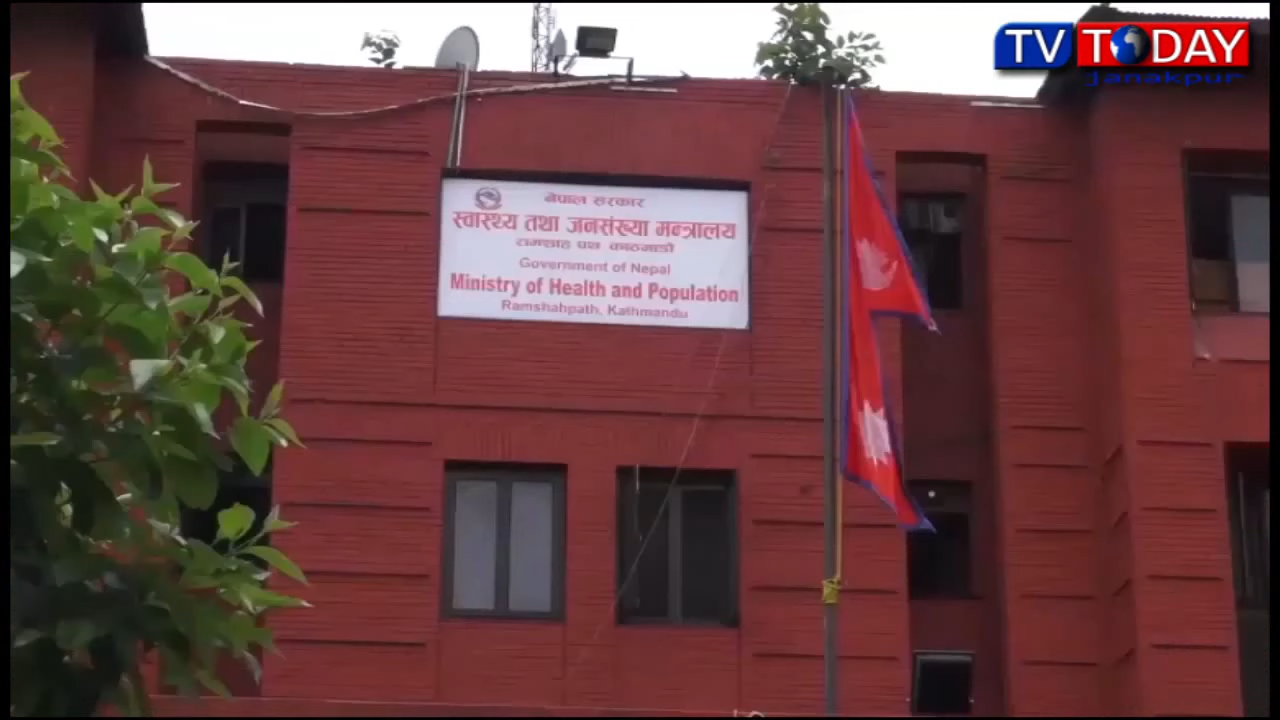 TV TODAY
Janakpur
नेपाल सरकार
स्वास्थ्य तथा जनसंख्या मन्त्रालय
रामशाह पथ काठमाडौं
Government of Nepal
Ministry of Health and Population
Ramshahpath, Kathmandu